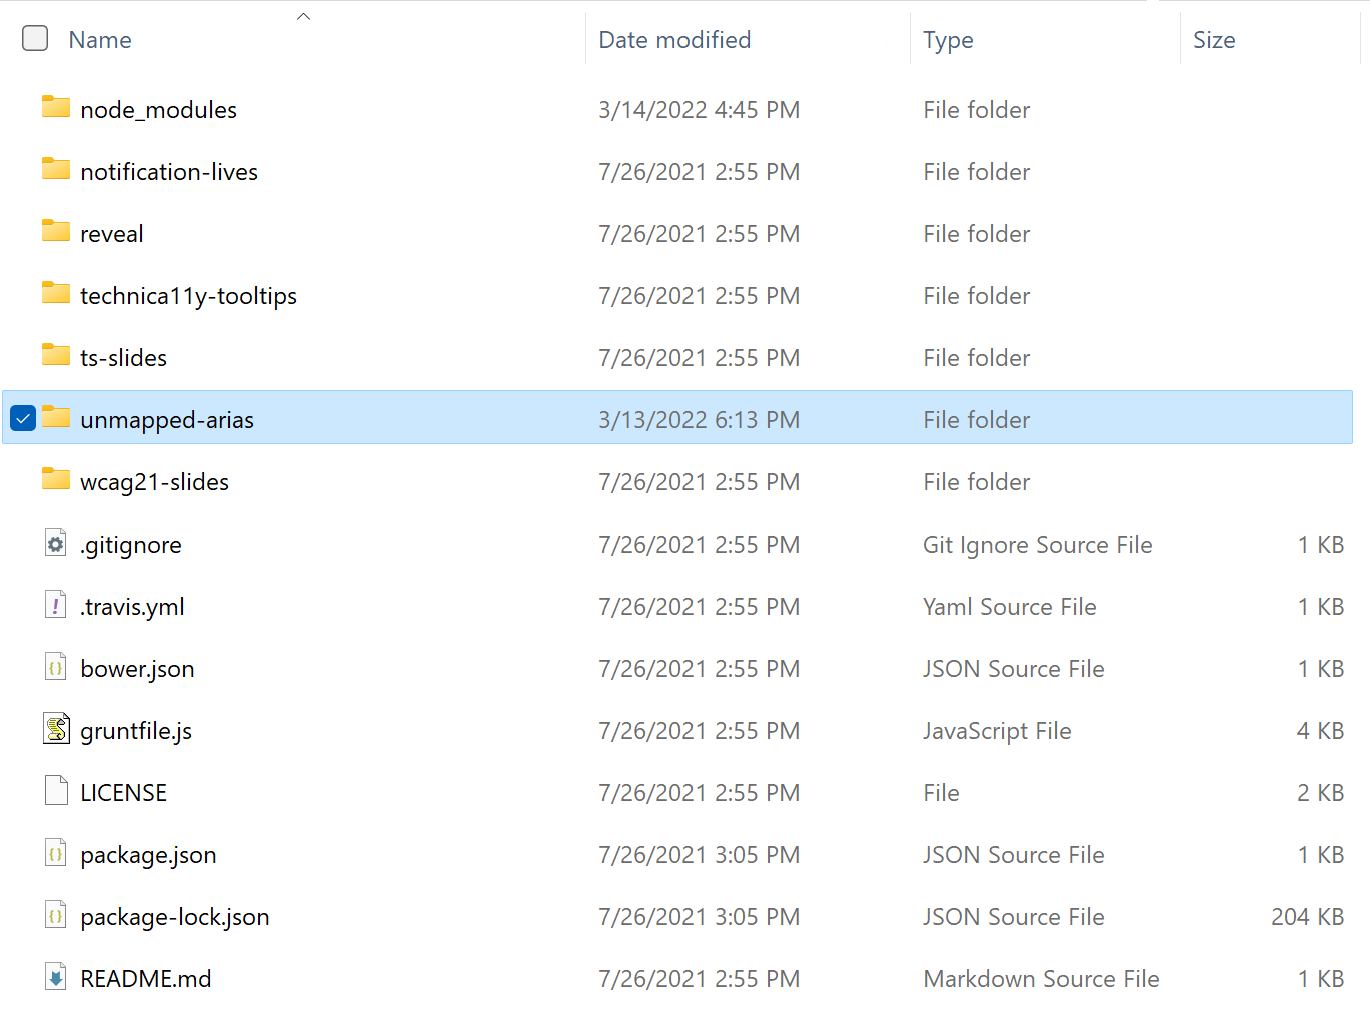 Name Date modified Type Size
node_modules 3/14/2022 4:45 PM File folder
notification-lives 7/26/2021 2:55 PM File folder
reveal 7/26/2021 2:55 PM File folder
technica11y-tooltips 7/26/2021 2:55 PM File folder
ts-slides 7/26/2021 2:55 PM File folder
unmapped-arias 3/13/2022 6:13 PM File folder
wcag21-slides 7/26/2021 2:55 PM File folder
.gitignore 7/26/2021 2:55 PM Git Ignore Source File 1 KB
.travis.yml 7/26/2021 2:55 PM Yaml Source File 1 KB
bower.json 7/26/2021 2:55 PM JSON Source File 1 KB
gruntfile.js 7/26/2021 2:55 PM JavaScript File 4 KB
LICENSE 7/26/2021 2:55 PM File 2 KB
package.json 7/26/2021 3:05 PM JSON Source File 1 KB
package-lock.json 7/26/2021 3:05 PM JSON Source File 204 KB
README.md 7/26/2021 2:55 PM Markdown Source File 1 KB